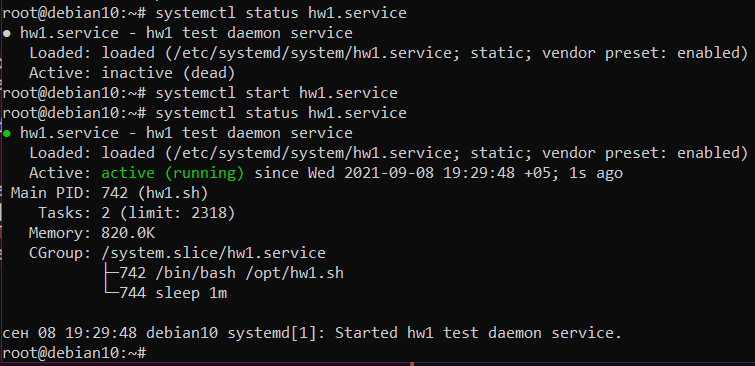 root@debian10:~# systemctl status hw1.service
● hw1.service - hw1 test daemon service
   Loaded: loaded (/etc/systemd/system/hw1.service; static; vendor preset: enabled)
   Active: inactive (dead)
root@debian10:~# systemctl start hw1.service
root@debian10:~# systemctl status hw1.service
● hw1.service - hw1 test daemon service
   Loaded: loaded (/etc/systemd/system/hw1.service; static; vendor preset: enabled)
   Active: active (running) since Wed 2021-09-08 19:29:48 +05; 1s ago
 Main PID: 742 (hw1.sh)
    Tasks: 2 (limit: 2318)
   Memory: 820.0K
   CGroup: /system.slice/hw1.service
           ├─742 /bin/bash /opt/hw1.sh
           └─744 sleep 1m

сен 08 19:29:48 debian10 systemd[1]: Started hw1 test daemon service.
root@debian10:~#